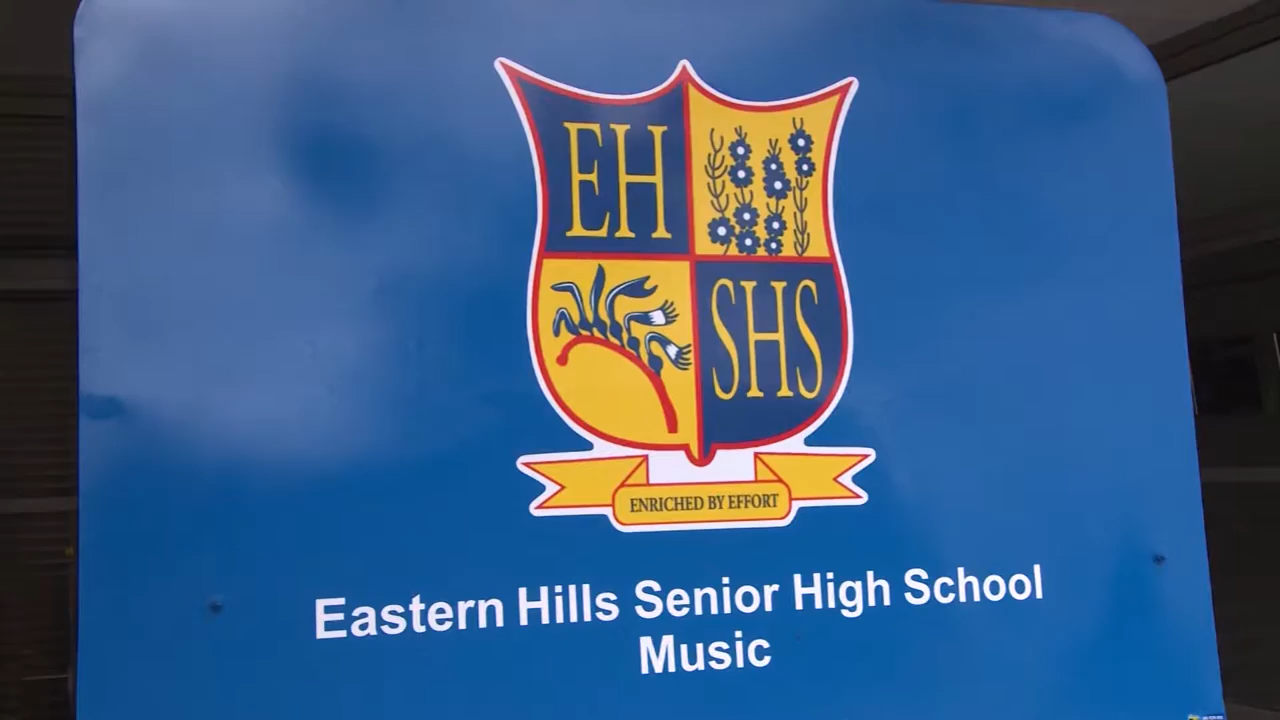 EH
SHS
ENRICHED BY EFFORT
Eastern Hills Senior High School
Music